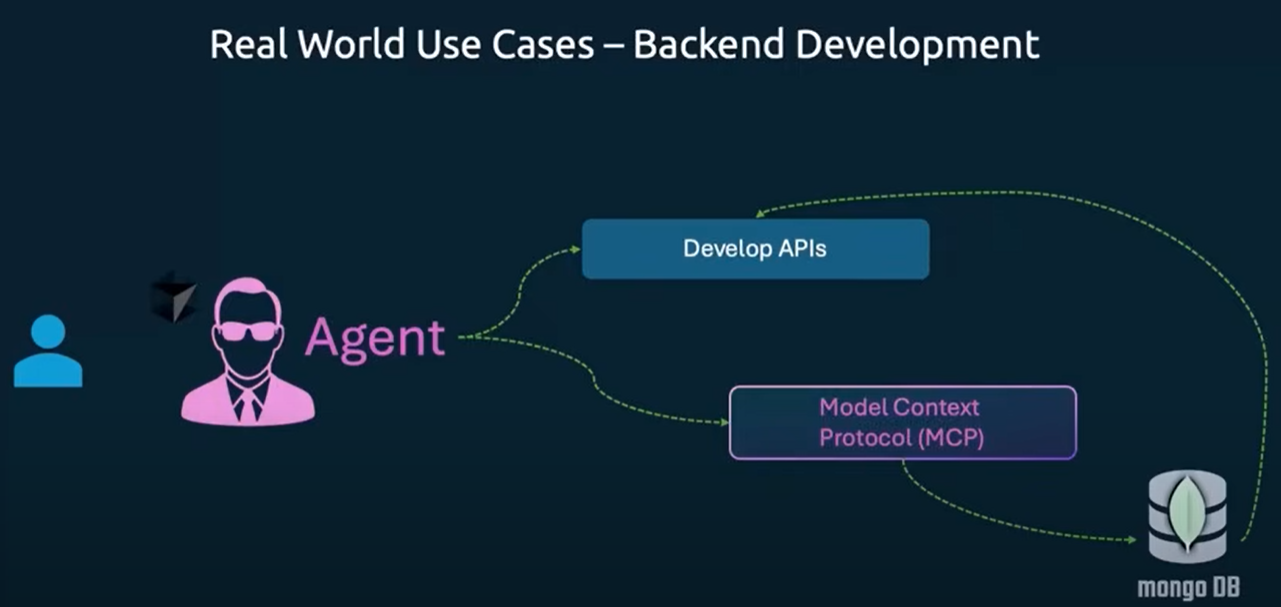 Real World Use Cases – Backend Development
Develop APIs
Agent
Model Context
Protocol (MCP)
mongo DB